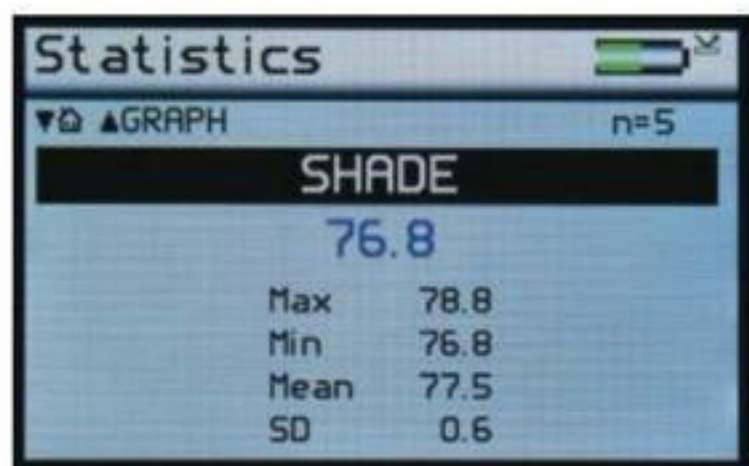 Statistics
▼⌂ ▲GRAPH n=5
SHADE
76.8
Max 78.8
Min 76.8
Mean 77.5
SD 0.6